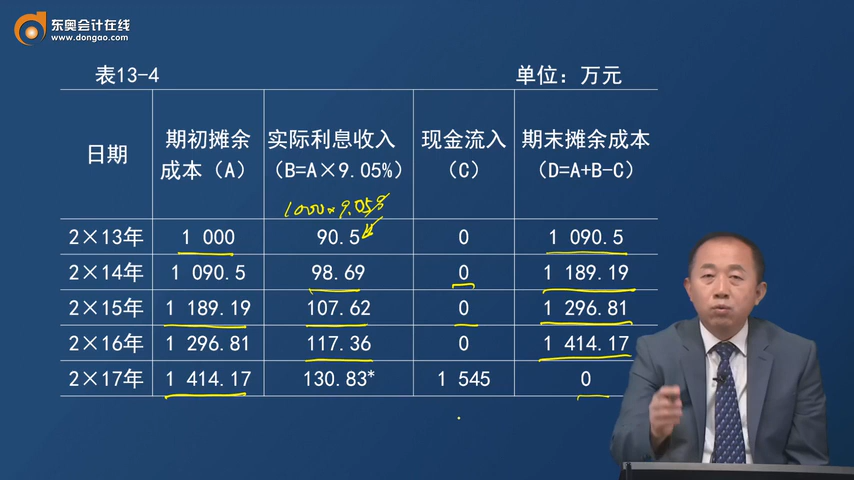 东奥会计在线
www.dongao.com
表13-4 单位：万元
日期 期初摊余成本（A） 实际利息收入（B=A×9.05%） 现金流入（C） 期末摊余成本（D=A+B-C）
1000×9.05%
2×13年 1 000 90.5 0 1 090.5
2×14年 1 090.5 98.69 0 1 189.19
2×15年 1 189.19 107.62 0 1 296.81
2×16年 1 296.81 117.36 0 1 414.17
2×17年 1 414.17 130.83* 1 545 0